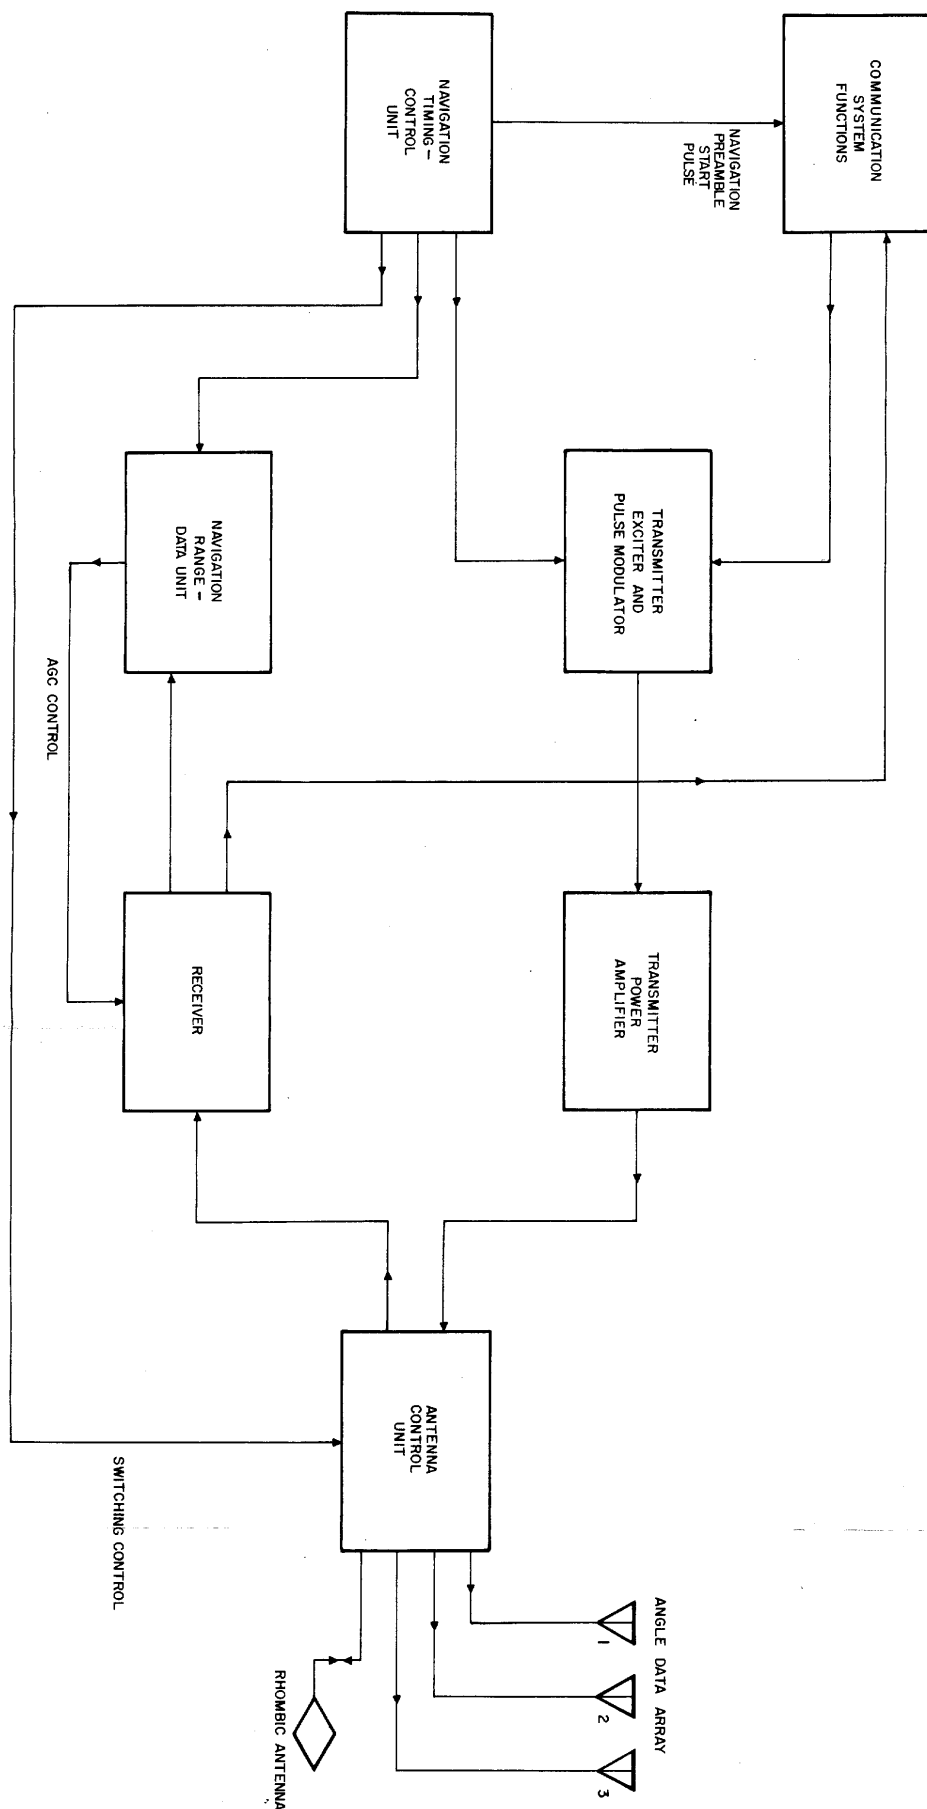 COMMUNICATION
SYSTEM
FUNCTIONS
NAVIGATION
PREAMBLE
START
PULSE
NAVIGATION
TIMING –
CONTROL
UNIT
TRANSMITTER
EXCITER AND
PULSE MODULATOR
NAVIGATION
RANGE –
DATA UNIT
AGC CONTROL
TRANSMITTER
POWER
AMPLIFIER
RECEIVER
ANTENNA
CONTROL
UNIT
SWITCHING CONTROL
ANGLE DATA ARRAY
1
2
3
RHOMBIC ANTENNA